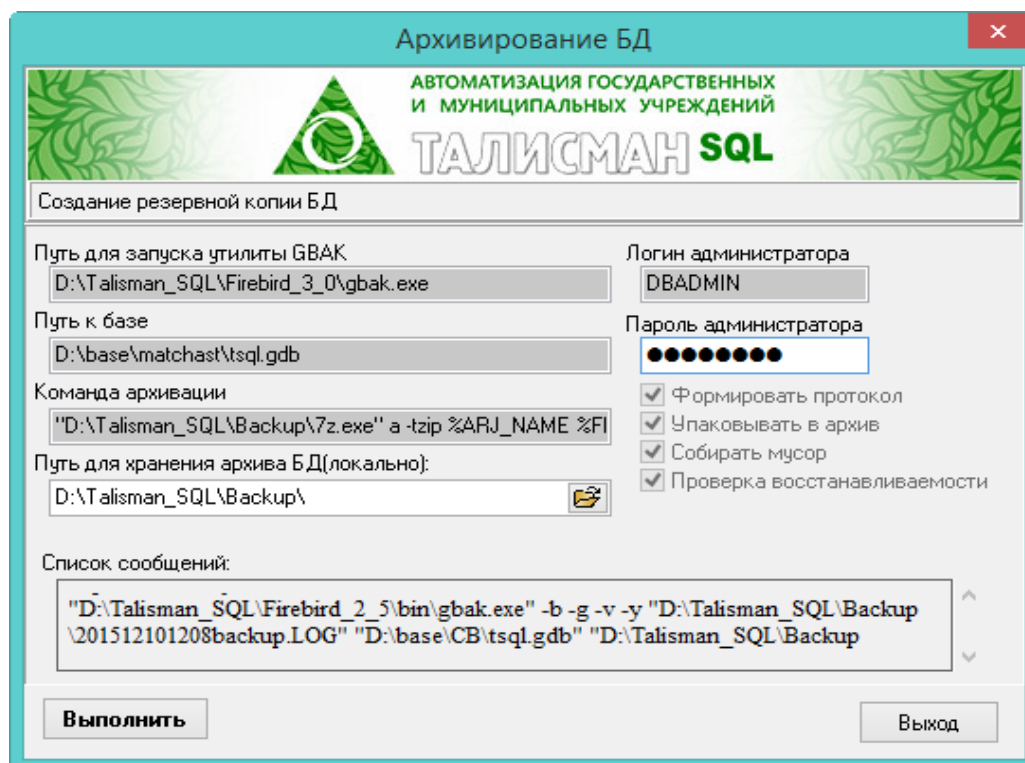 Архивирование БД
АВТОМАТИЗАЦИЯ ГОСУДАРСТВЕННЫХ
И МУНИЦИПАЛЬНЫХ УЧРЕЖДЕНИЙ
ТАЛИСМАН SQL
Создание резервной копии БД
Путь для запуска утилиты GBAK
D:\Talisman_SQL\Firebird_3_0\gbak.exe
Логин администратора
DBADMIN
Путь к базе
D:\base\matchast\tsql.gdb
Пароль администратора
●●●●●●●●
Команда архивации
"D:\Talisman_SQL\Backup\7z.exe" a -tzip %ARJ_NAME %FI
Формировать протокол
Упаковывать в архив
Собирать мусор
Проверка восстанавливаемости
Путь для хранения архива БД(локально):
D:\Talisman_SQL\Backup\
Список сообщений:
"D:\Talisman_SQL\Firebird_2_5\bin\gbak.exe" -b -g -v -y "D:\Talisman_SQL\Backup
\201512101208backup.LOG" "D:\base\CB\tsql.gdb" "D:\Talisman_SQL\Backup
Выполнить
Выход